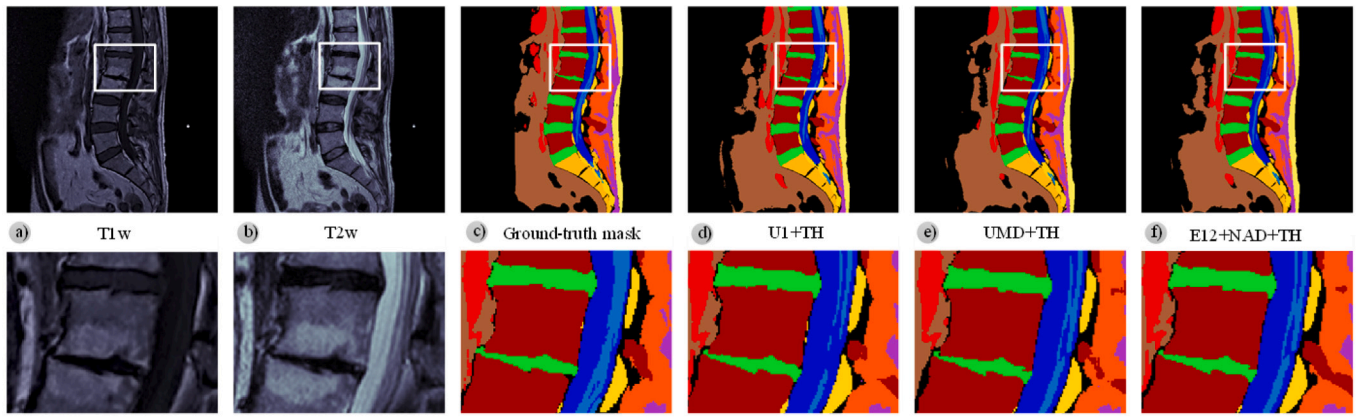 a) T1w
b) T2w
c) Ground-truth mask
d) U1+TH
e) UMD+TH
f) E12+NAD+TH